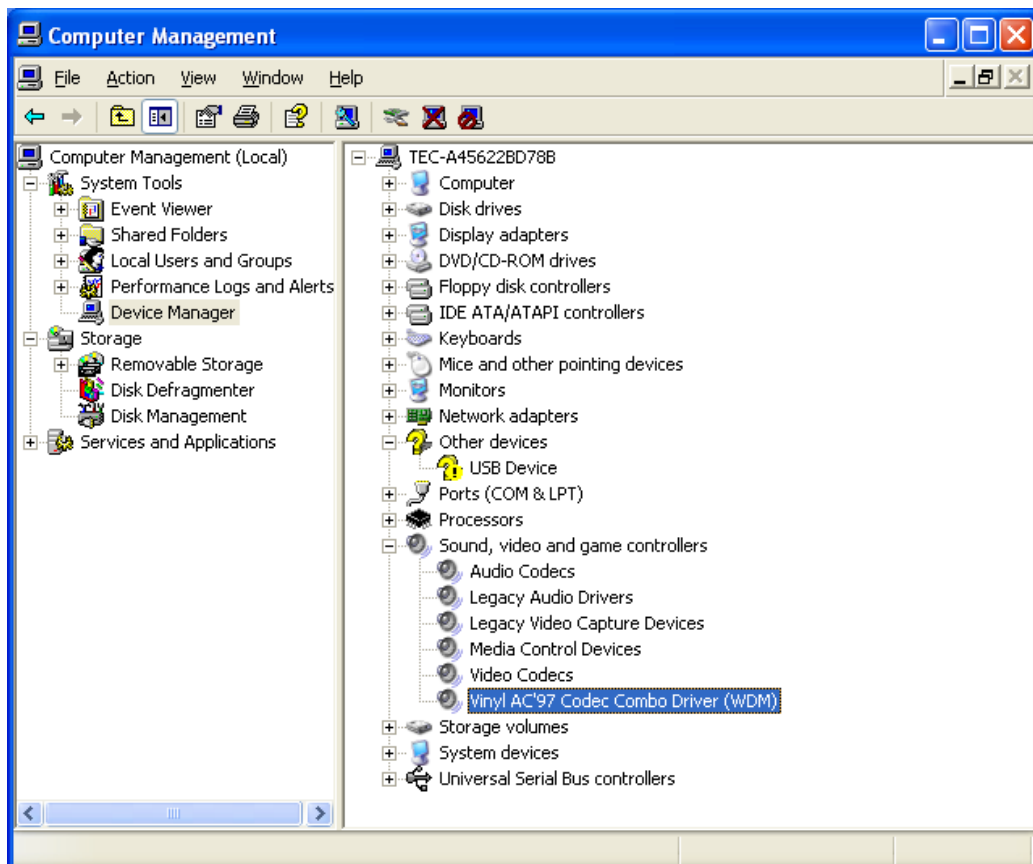 Computer Management
File Action View Window Help
Computer Management (Local)
System Tools
Event Viewer
Shared Folders
Local Users and Groups
Performance Logs and Alerts
Device Manager
Storage
Removable Storage
Disk Defragmenter
Disk Management
Services and Applications
TEC-A45622BD78B
Computer
Disk drives
Display adapters
DVD/CD-ROM drives
Floppy disk controllers
IDE ATA/ATAPI controllers
Keyboards
Mice and other pointing devices
Monitors
Network adapters
Other devices
USB Device
Ports (COM & LPT)
Processors
Sound, video and game controllers
Audio Codecs
Legacy Audio Drivers
Legacy Video Capture Devices
Media Control Devices
Video Codecs
Vinyl AC'97 Codec Combo Driver (WDM)
Storage volumes
System devices
Universal Serial Bus controllers